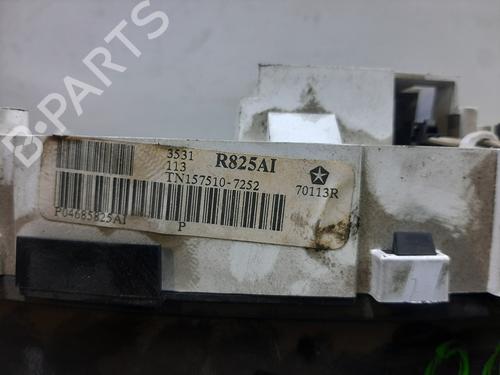 B-PARTS
3531
113
R825AI
TN157510-7252
70113R
P04685825AI
P